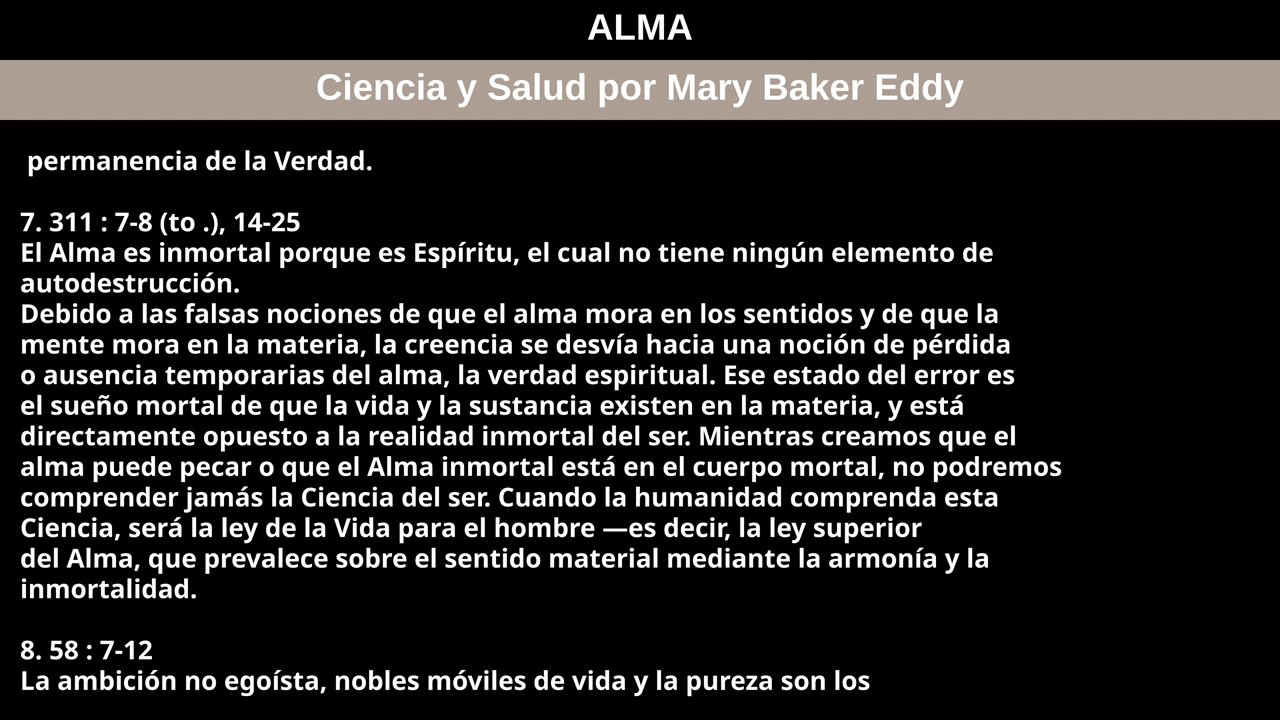 ALMA
Ciencia y Salud por Mary Baker Eddy
permanencia de la Verdad.
7. 311 : 7-8 (to .), 14-25
El Alma es inmortal porque es Espíritu, el cual no tiene ningún elemento de
autodestrucción.
Debido a las falsas nociones de que el alma mora en los sentidos y de que la
mente mora en la materia, la creencia se desvía hacia una noción de pérdida
o ausencia temporarias del alma, la verdad espiritual. Ese estado del error es
el sueño mortal de que la vida y la sustancia existen en la materia, y está
directamente opuesto a la realidad inmortal del ser. Mientras creamos que el
alma puede pecar o que el Alma inmortal está en el cuerpo mortal, no podremos
comprender jamás la Ciencia del ser. Cuando la humanidad comprenda esta
Ciencia, será la ley de la Vida para el hombre —es decir, la ley superior
del Alma, que prevalece sobre el sentido material mediante la armonía y la
inmortalidad.
8. 58 : 7-12
La ambición no egoísta, nobles móviles de vida y la pureza son los